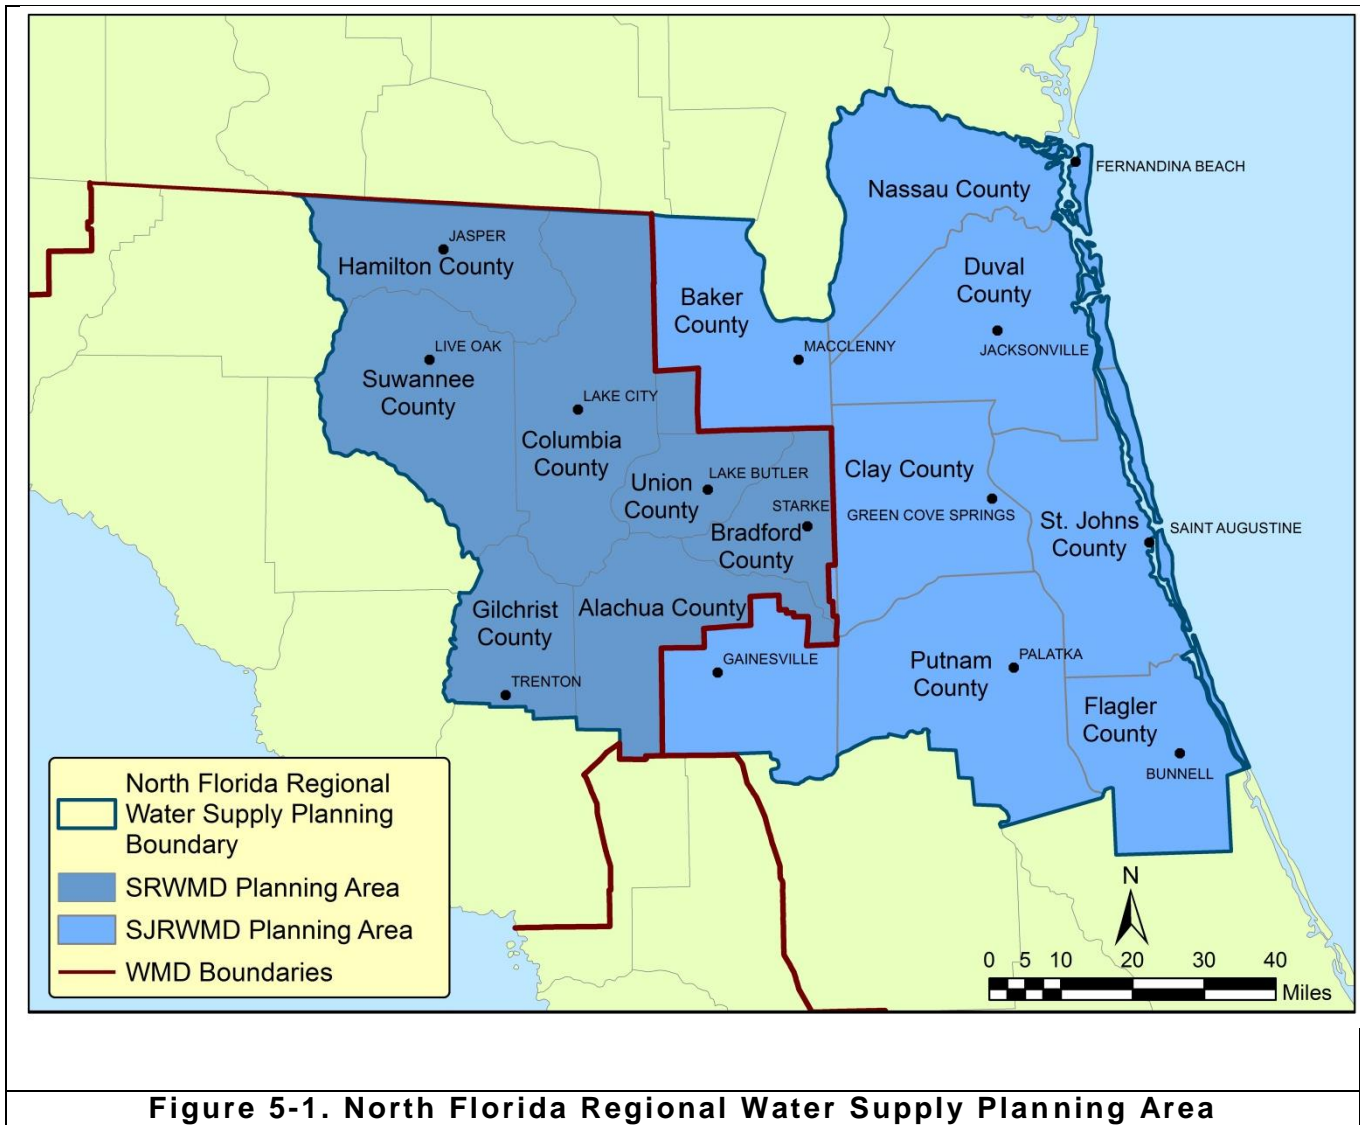 FERNANDINA BEACH
Nassau County
JASPER
Hamilton County
Duval
County
Baker
County
JACKSONVILLE
MACCLENNY
LIVE OAK
Suwannee
County
LAKE CITY
Columbia
County
Clay County
LAKE BUTLER
Union
County
STARKE
GREEN COVE SPRINGS
St. Johns
County
SAINT AUGUSTINE
Bradford
County
Gilchrist
County
Alachua County
GAINESVILLE
Putnam
County
PALATKA
TRENTON
Flagler
County
BUNNELL
North Florida Regional
Water Supply Planning
Boundary
SRWMD Planning Area
SJRWMD Planning Area
WMD Boundaries
N
0 5 10 20 30 40
Miles
Figure 5-1. North Florida Regional Water Supply Planning Area